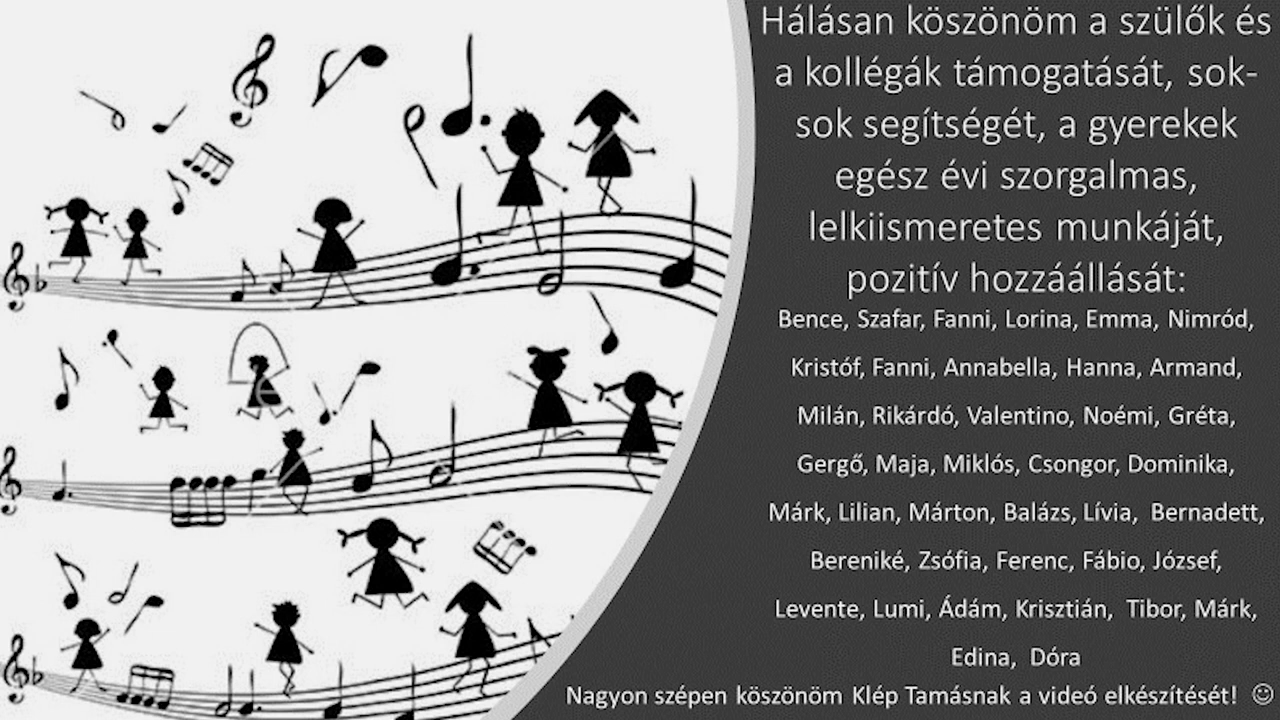 Hálásan köszönöm a szülők és
a kollégák támogatását, sok-
sok segítségét, a gyerekek
egész évi szorgalmas,
lelkiismeretes munkáját,
pozitív hozzáállását:
Bence, Szafar, Fanni, Lorina, Emma, Nimród,
Kristóf, Fanni, Annabella, Hanna, Armand,
Milán, Rikárdó, Valentino, Noémi, Gréta,
Gergő, Maja, Miklós, Csongor, Dominika,
Márk, Lilian, Márton, Balázs, Lívia, Bernadett,
Bereniké, Zsófia, Ferenc, Fábio, József,
Levente, Lumi, Ádám, Krisztián, Tibor, Márk,
Edina, Dóra
Nagyon szépen köszönöm Klép Tamásnak a videó elkészítését! ☺